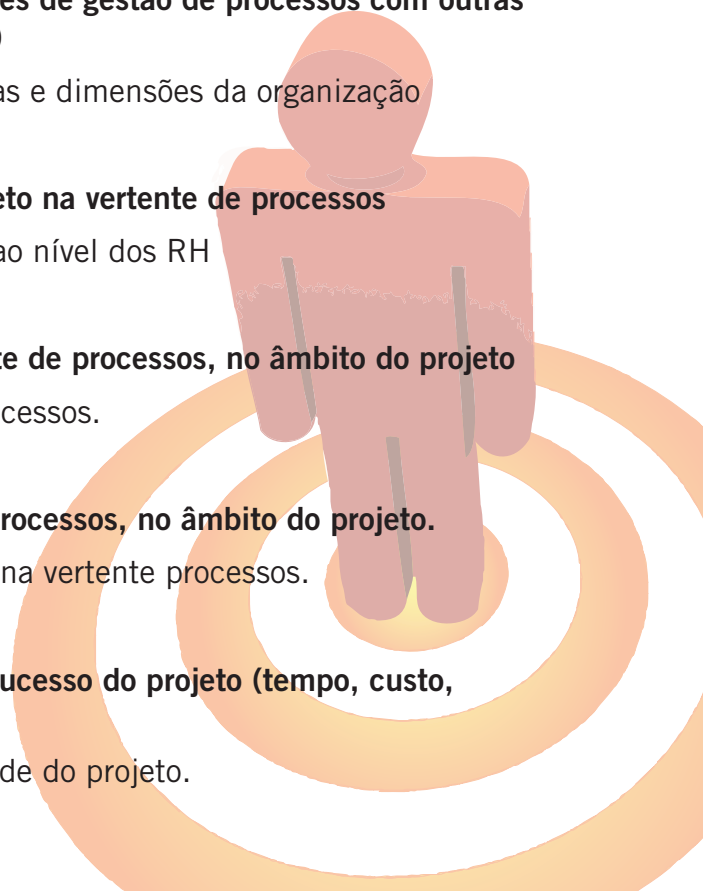 es de gestão de processos com outras
)
as e dimensões da organização
eto na vertente de processos
ao nível dos RH
te de processos, no âmbito do projeto
cessos.
rocessos, no âmbito do projeto.
na vertente processos.
ucesso do projeto (tempo, custo,
de do projeto.